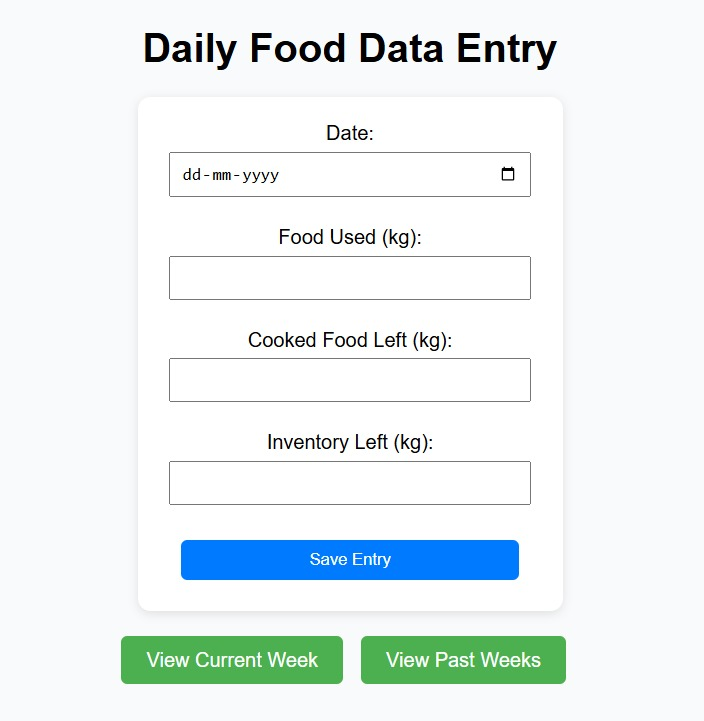 Daily Food Data Entry
Date:
dd-mm-yyyy
Food Used (kg):
Cooked Food Left (kg):
Inventory Left (kg):
Save Entry
View Current Week View Past Weeks